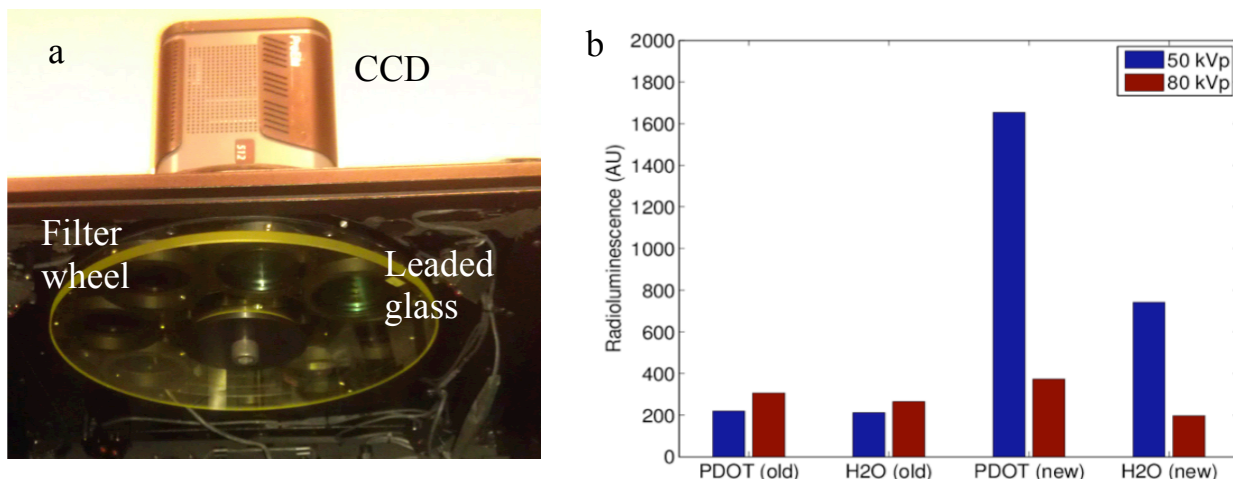 a
CCD
512
Filter
wheel
Leaded
glass
b
2000
1800
1600
1400
1200
1000
800
600
400
200
0
Radioluminescence (AU)
50 kVp
80 kVp
PDOT (old)
H2O (old)
PDOT (new)
H2O (new)